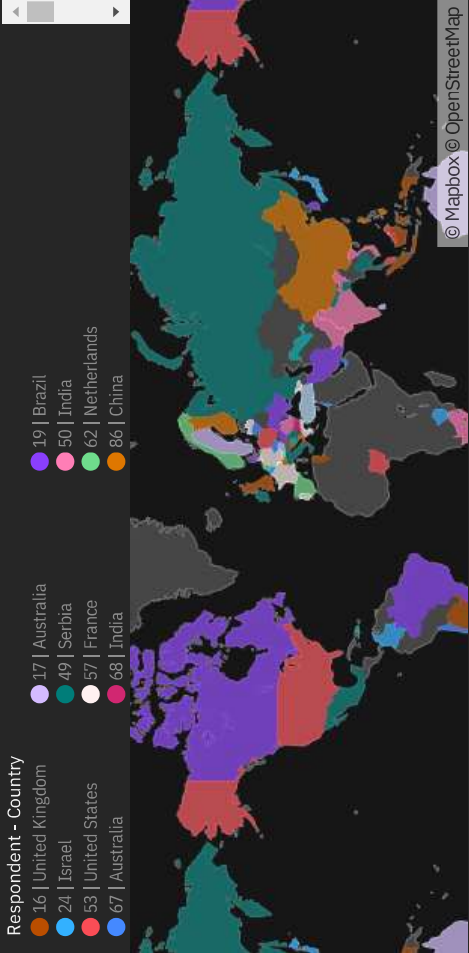 Respondent - Country
16 | United Kingdom 17 | Australia 19 | Brazil
24 | Israel 49 | Serbia 50 | India
53 | United States 57 | France 62 | Netherlands
67 | Australia 68 | India 86 | China
© Mapbox © OpenStreetMap